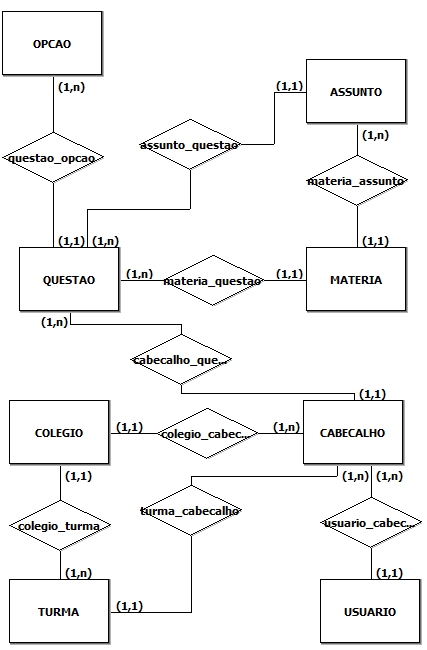 OPCAO
(1,n)
(1,1)
ASSUNTO
assunto_questao
(1,n)
questao_opcao
materia_assunto
(1,1)
(1,n)
(1,1)
QUESTAO
(1,n)
materia_questao
(1,1)
MATERIA
(1,n)
cabecalho_que...
(1,1)
COLEGIO
(1,1)
colegio_cabec...
(1,n)
CABECALHO
(1,1)
(1,n)
(1,n)
turma_cabecalho
colegio_turma
usuario_cabec...
(1,n)
(1,1)
(1,1)
TURMA
USUARIO